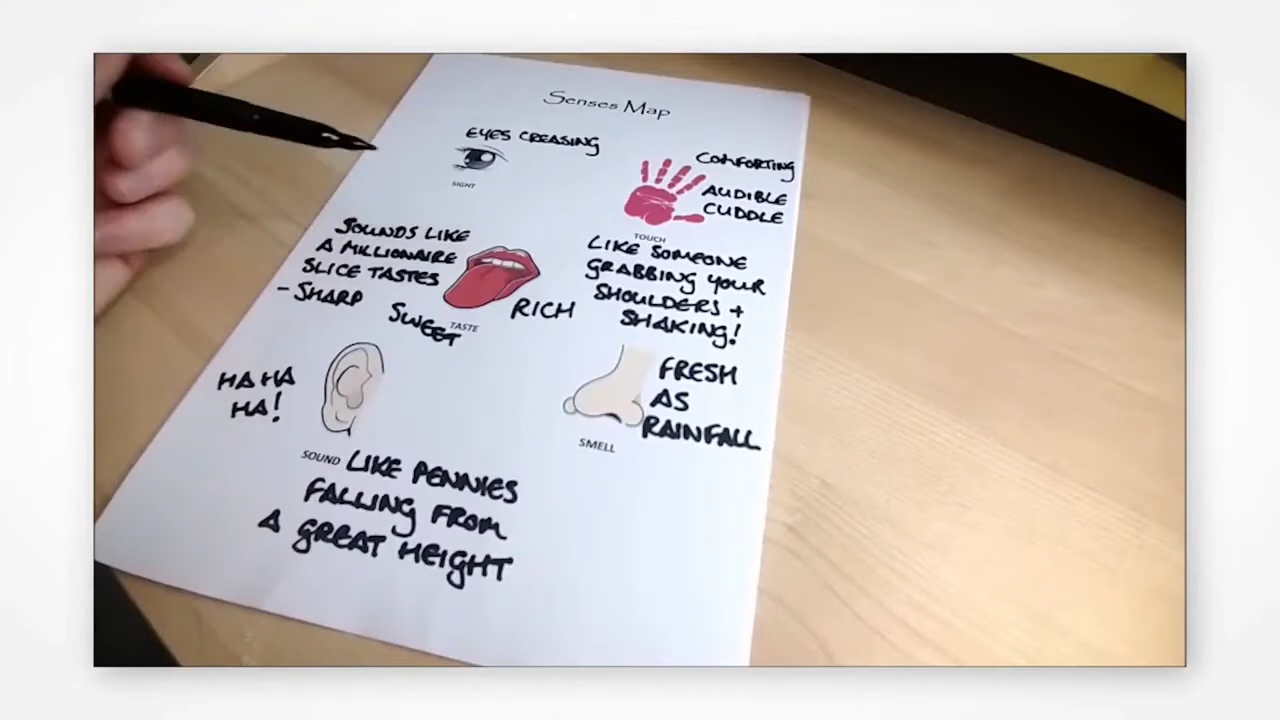 Senses Map
EYES CREASING
SIGHT
COMFORTING
AUDIBLE
CUDDLE
TOUCH
LIKE SOMEONE
GRABBING YOUR
SHOULDERS +
SHAKING!
SOUNDS LIKE
A MILLIONAIRE
SLICE TASTES
- SHARP
SWEET
TASTE
RICH
HA HA
HA!
SOUND
LIKE PENNIES
FALLING FROM
A GREAT HEIGHT
FRESH
AS
RAINFALL
SMELL